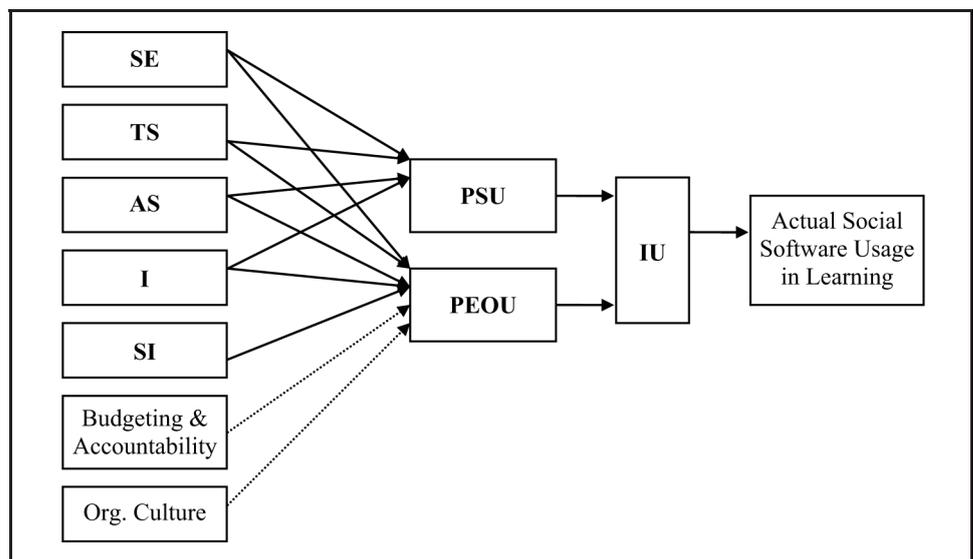 SE
TS
AS
I
SI
Budgeting &
Accountability
Org. Culture
PSU
PEOU
IU
Actual Social
Software Usage
in Learning